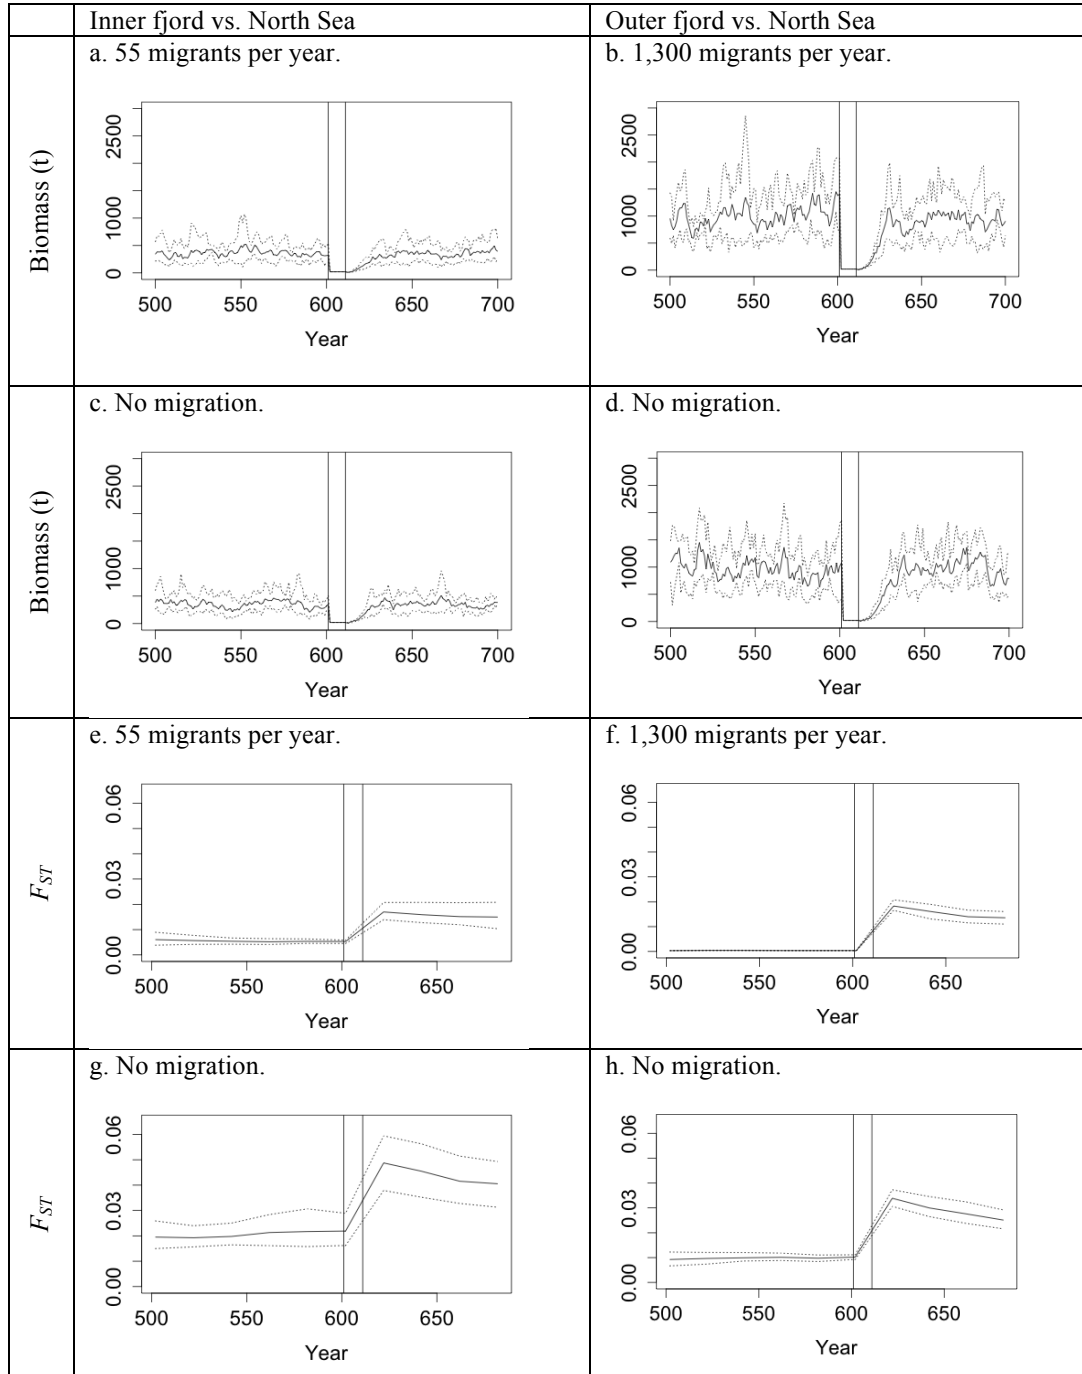 Inner fjord vs. North Sea
Outer fjord vs. North Sea
Biomass (t)
a. 55 migrants per year.
2500
1000
0
500 550 600 650 700
Year
b. 1,300 migrants per year.
2500
1000
0
500 550 600 650 700
Year
Biomass (t)
c. No migration.
2500
1000
0
500 550 600 650 700
Year
d. No migration.
2500
1000
0
500 550 600 650 700
Year
F_ST
e. 55 migrants per year.
0.06
0.03
0.00
500 550 600 650
Year
f. 1,300 migrants per year.
0.06
0.03
0.00
500 550 600 650
Year
F_ST
g. No migration.
0.06
0.03
0.00
500 550 600 650
Year
h. No migration.
0.06
0.03
0.00
500 550 600 650
Year